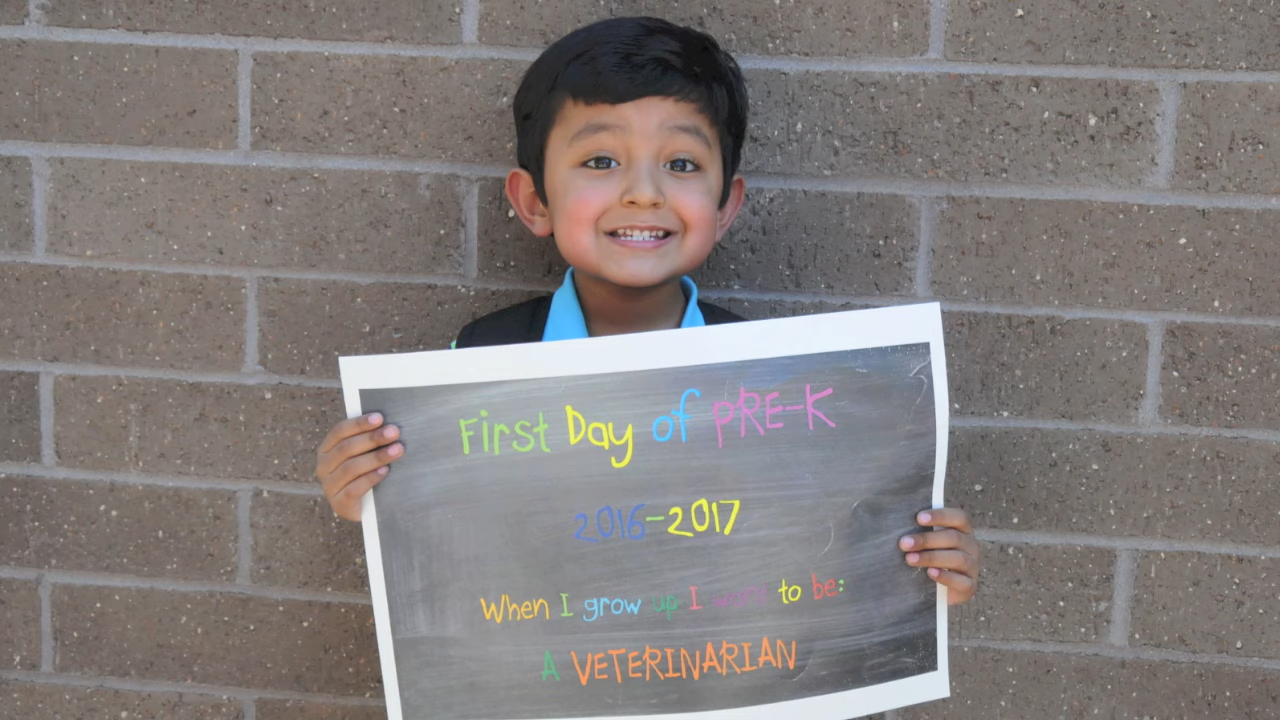 First Day of PRE-K
2016-2017
When I grow up I want to be:
A VETERINARIAN